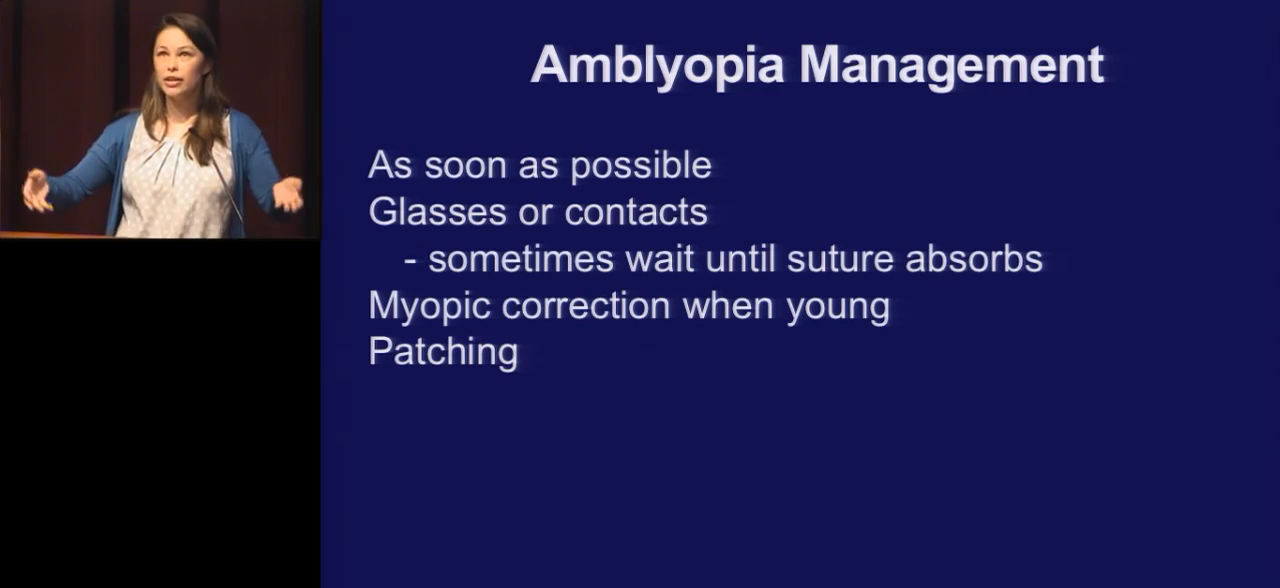 Amblyopia Management
As soon as possible
Glasses or contacts
- sometimes wait until suture absorbs
Myopic correction when young
Patching